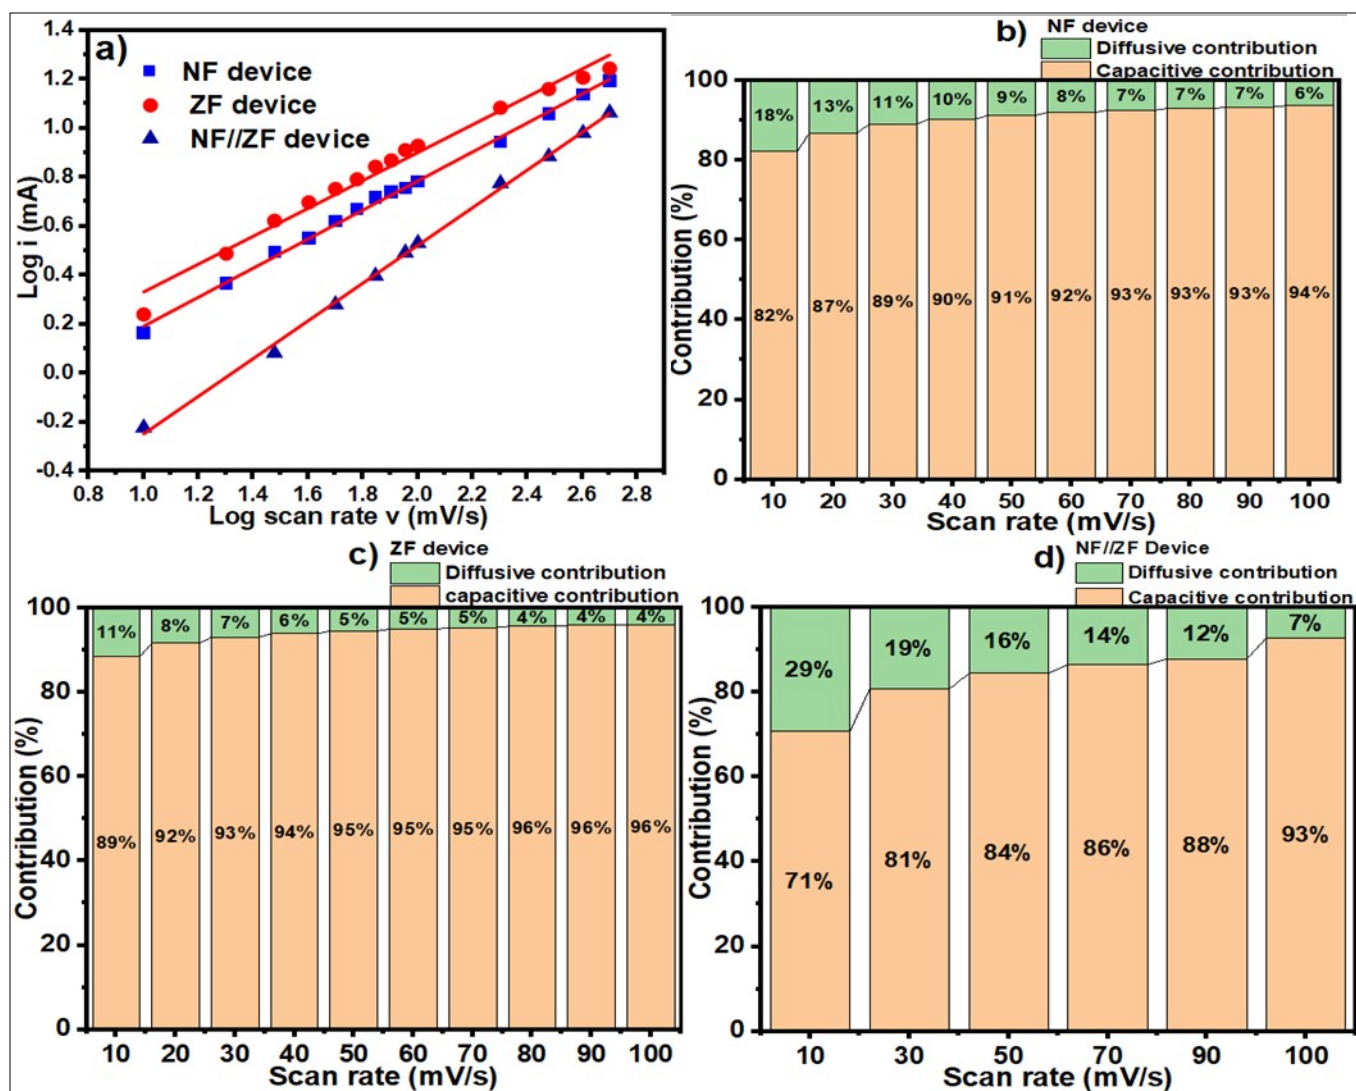 a)
NF device
ZF device
NF//ZF device
Log i (mA)
1.4
1.2
1.0
0.8
0.6
0.4
0.2
0.0
-0.2
-0.4
0.8 1.0 1.2 1.4 1.6 1.8 2.0 2.2 2.4 2.6 2.8
Log scan rate v (mV/s)
b)
NF device
Diffusive contribution
Capacitive contribution
Contribution (%)
100
80
60
40
20
0
18% 13% 11% 10% 9% 8% 7% 7% 7% 6%
82% 87% 89% 90% 91% 92% 93% 93% 93% 94%
10 20 30 40 50 60 70 80 90 100
Scan rate (mV/s)
c)
ZF device
Diffusive contribution
capacitive contribution
Contribution (%)
100
80
60
40
20
0
11% 8% 7% 6% 5% 5% 5% 4% 4% 4%
89% 92% 93% 94% 95% 95% 95% 96% 96% 96%
10 20 30 40 50 60 70 80 90 100
Scan rate (mV/s)
d)
NF//ZF Device
Diffusive contribution
Capacitive contribution
Contribution (%)
100
80
60
40
20
0
29% 19% 16% 14% 12% 7%
71% 81% 84% 86% 88% 93%
10 30 50 70 90 100
Scan rate (mV/s)